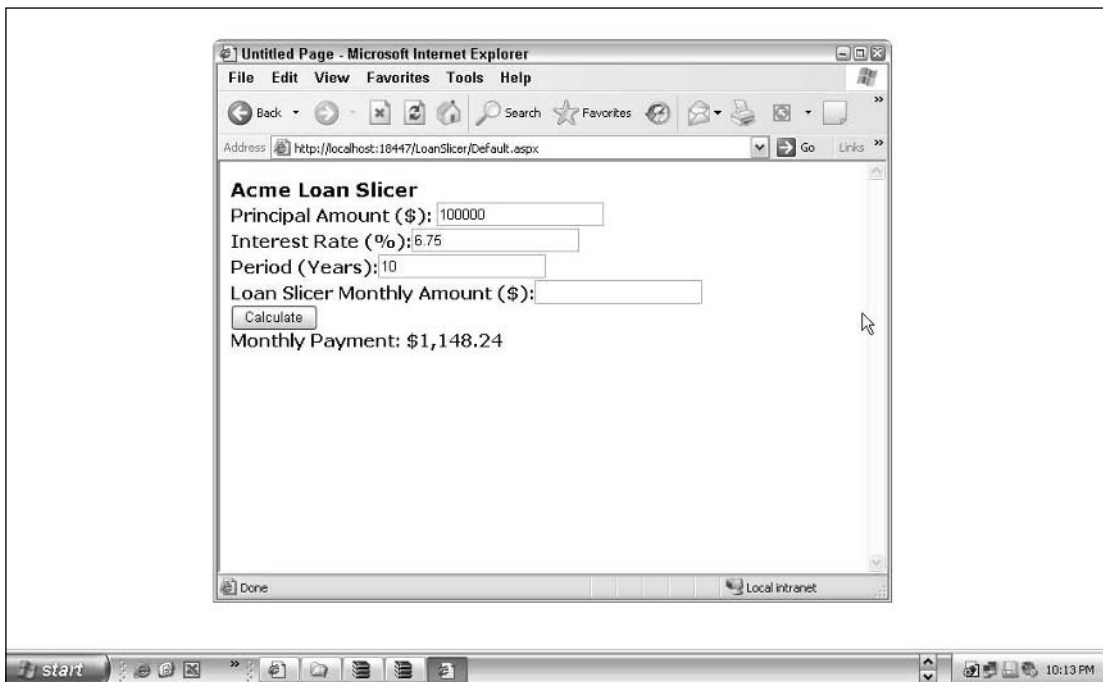 Untitled Page - Microsoft Internet Explorer
File Edit View Favorites Tools Help
Back Search Favorites »
Address http://localhost:18447/LoanSlicer/Default.aspx Go Links »
Acme Loan Slicer
Principal Amount ($): 100000
Interest Rate (%): 6.75
Period (Years): 10
Loan Slicer Monthly Amount ($):
Calculate
Monthly Payment: $1,148.24
Done Local intranet
start » 10:13 PM